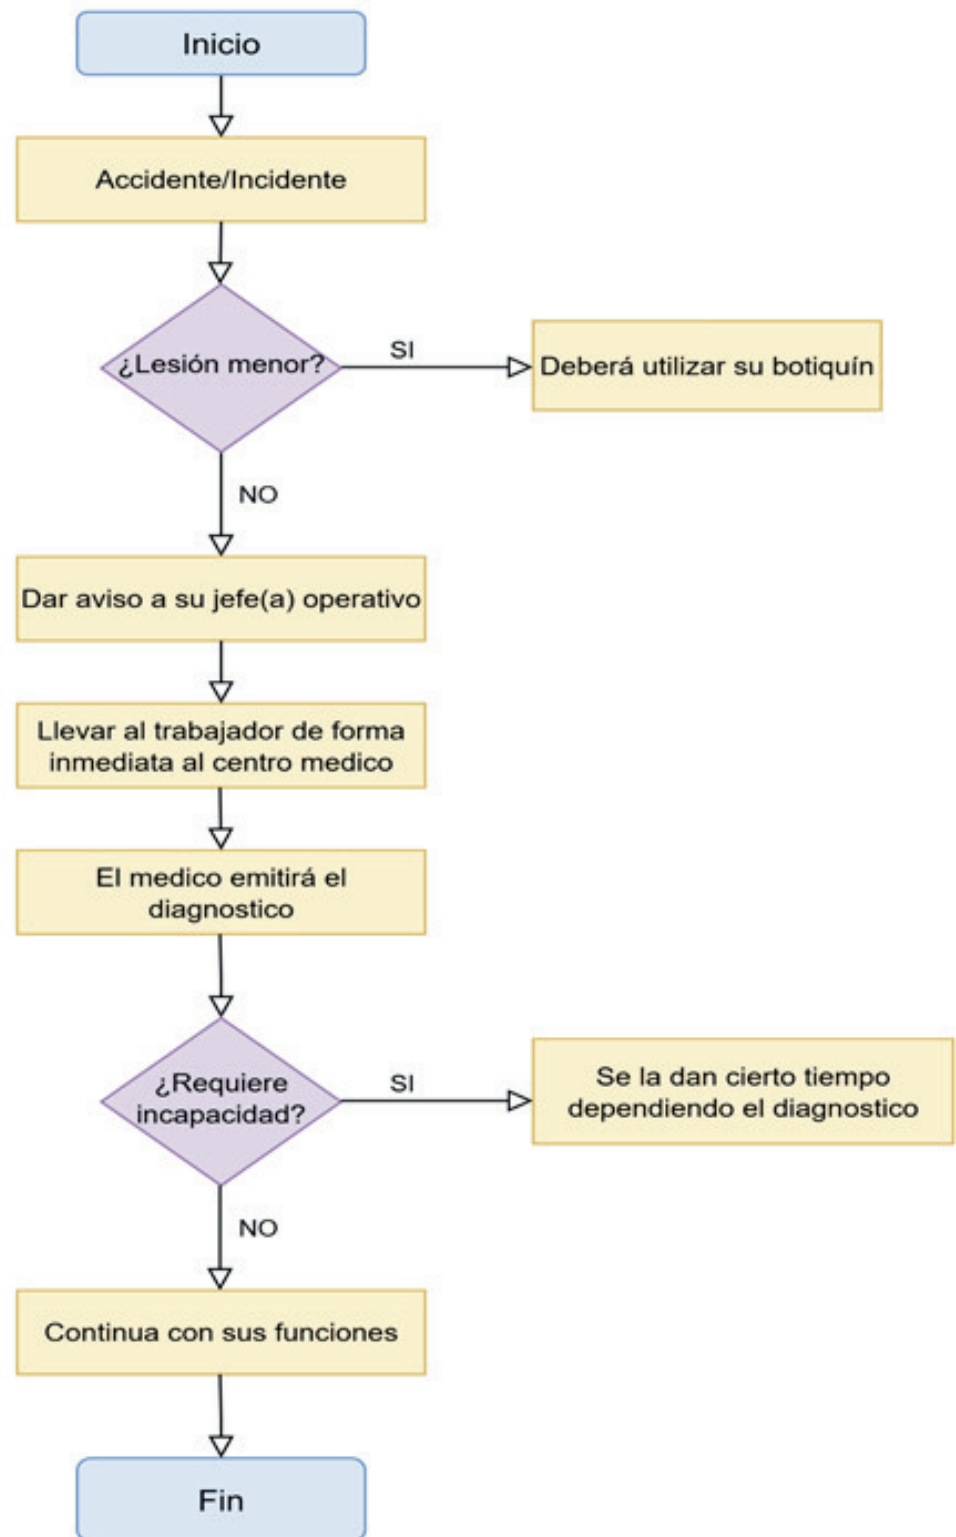 Inicio
Accidente/Incidente
¿Lesión menor?
SI
Deberá utilizar su botiquín
NO
Dar aviso a su jefe(a) operativo
Llevar al trabajador de forma
inmediata al centro medico
El medico emitirá el
diagnostico
¿Requiere
incapacidad?
SI
Se la dan cierto tiempo
dependiendo el diagnostico
NO
Continua con sus funciones
Fin